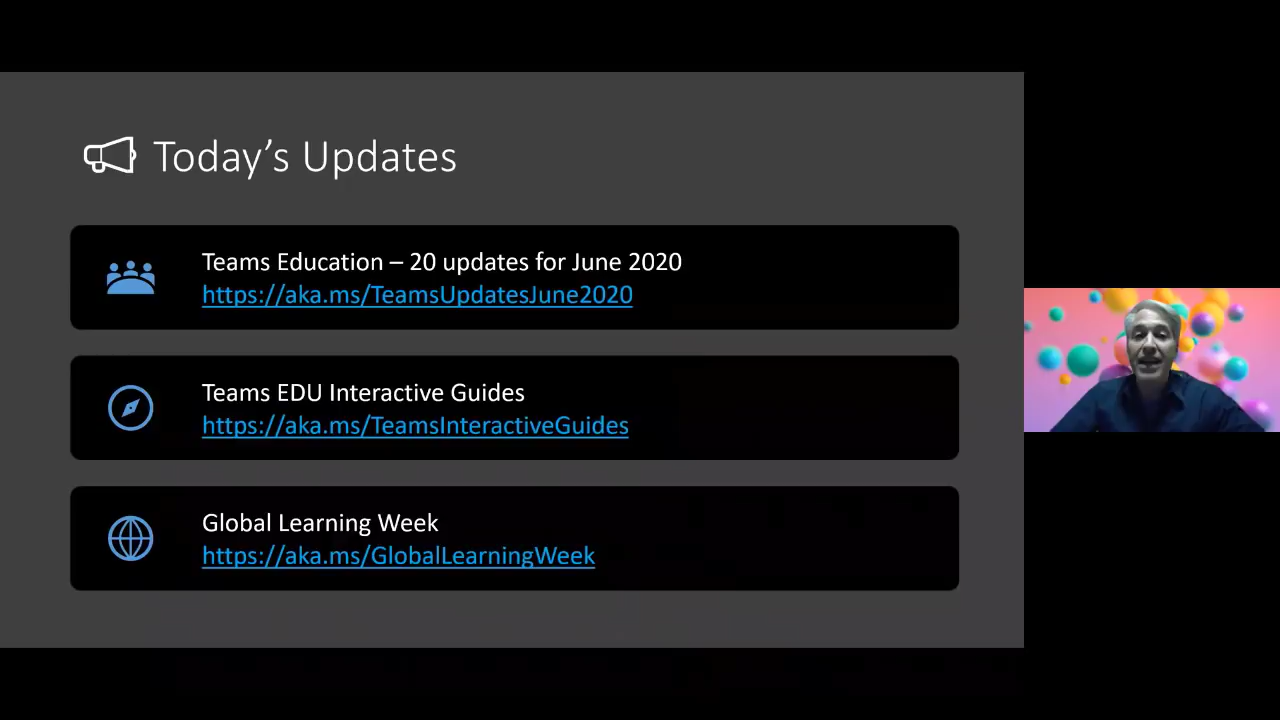 Today’s Updates
Teams Education – 20 updates for June 2020
https://aka.ms/TeamsUpdatesJune2020
Teams EDU Interactive Guides
https://aka.ms/TeamsInteractiveGuides
Global Learning Week
https://aka.ms/GlobalLearningWeek